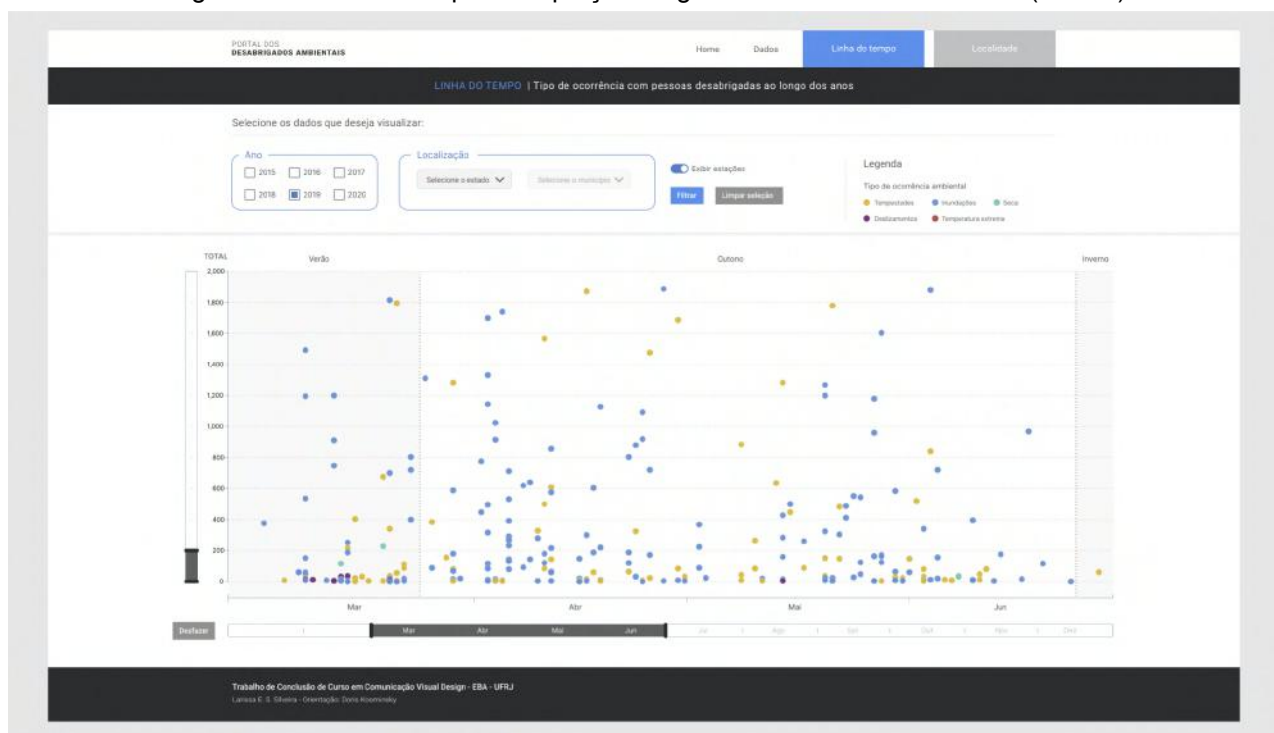 PORTAL DOS
DESABRIGADOS AMBIENTAIS
Home Dados Linha do tempo Localidade
LINHA DO TEMPO | Tipo de ocorrência com pessoas desabrigadas ao longo dos anos
Selecione os dados que deseja visualizar:
Ano
2015 2016 2017
2018 2019 2020
Localização
Selecione o estado Selecione o município
Exibir estações
Filtrar Limpar seleção
Legenda
Tipo de ocorrência ambiental
Tempestades Inundações Seca
Deslizamentos Temperatura extrema
TOTAL Verão Outono Inverno
2,000
1,800
1,600
1,400
1,200
1,000
800
600
400
200
0
Mar Abr Mai Jun
Desfazer Mar Abr Mai Jun Jul Ago Set Out Nov Dez
Trabalho de Conclusão de Curso em Comunicação Visual Design - EBA - UFRJ
Larissa E. S. Silveira - Orientação: Doris Kosminsky